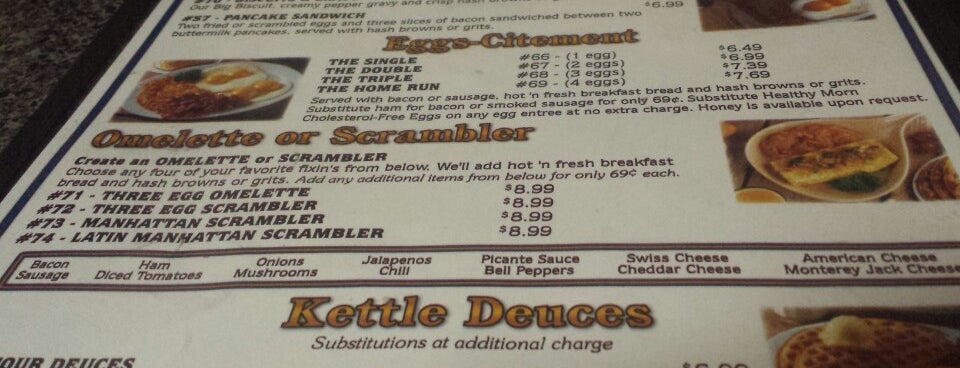 Our Big Biscuit, creamy pepper gravy and crisp hash
$6.99
#57 - PANCAKE SANDWICH
Two fried or scrambled eggs and three slices of bacon sandwiched between two
buttermilk pancakes, served with hash browns or grits.
Eggs-Citement
THE SINGLE #66 - (1 egg) $6.49
THE DOUBLE #67 - (2 eggs) $6.99
THE TRIPLE #68 - (3 eggs) $7.39
THE HOME RUN #69 - (4 eggs) $7.69
Served with bacon or sausage, hot 'n fresh breakfast bread and hash browns or grits.
Substitute ham for bacon or smoked sausage for only 69¢. Substitute Healthy Morn
Cholesterol-Free Eggs on any egg entree at no extra charge. Honey is available upon request.
Omelette or Scrambler
Create an OMELETTE or SCRAMBLER
Choose any four of your favorite fixin's from below. We'll add hot 'n fresh breakfast
bread and hash browns or grits. Add any additional items from below for only 69¢ each.
#71 - THREE EGG OMELETTE $8.99
#72 - THREE EGG SCRAMBLER $8.99
#73 - MANHATTAN SCRAMBLER $8.99
#74 - LATIN MANHATTAN SCRAMBLER $8.99
Bacon Ham Onions Jalapenos Picante Sauce Swiss Cheese American Cheese
Sausage Diced Tomatoes Mushrooms Chili Bell Peppers Cheddar Cheese Monterey Jack Cheese
Kettle Deuces
Substitutions at additional charge
DEUCES